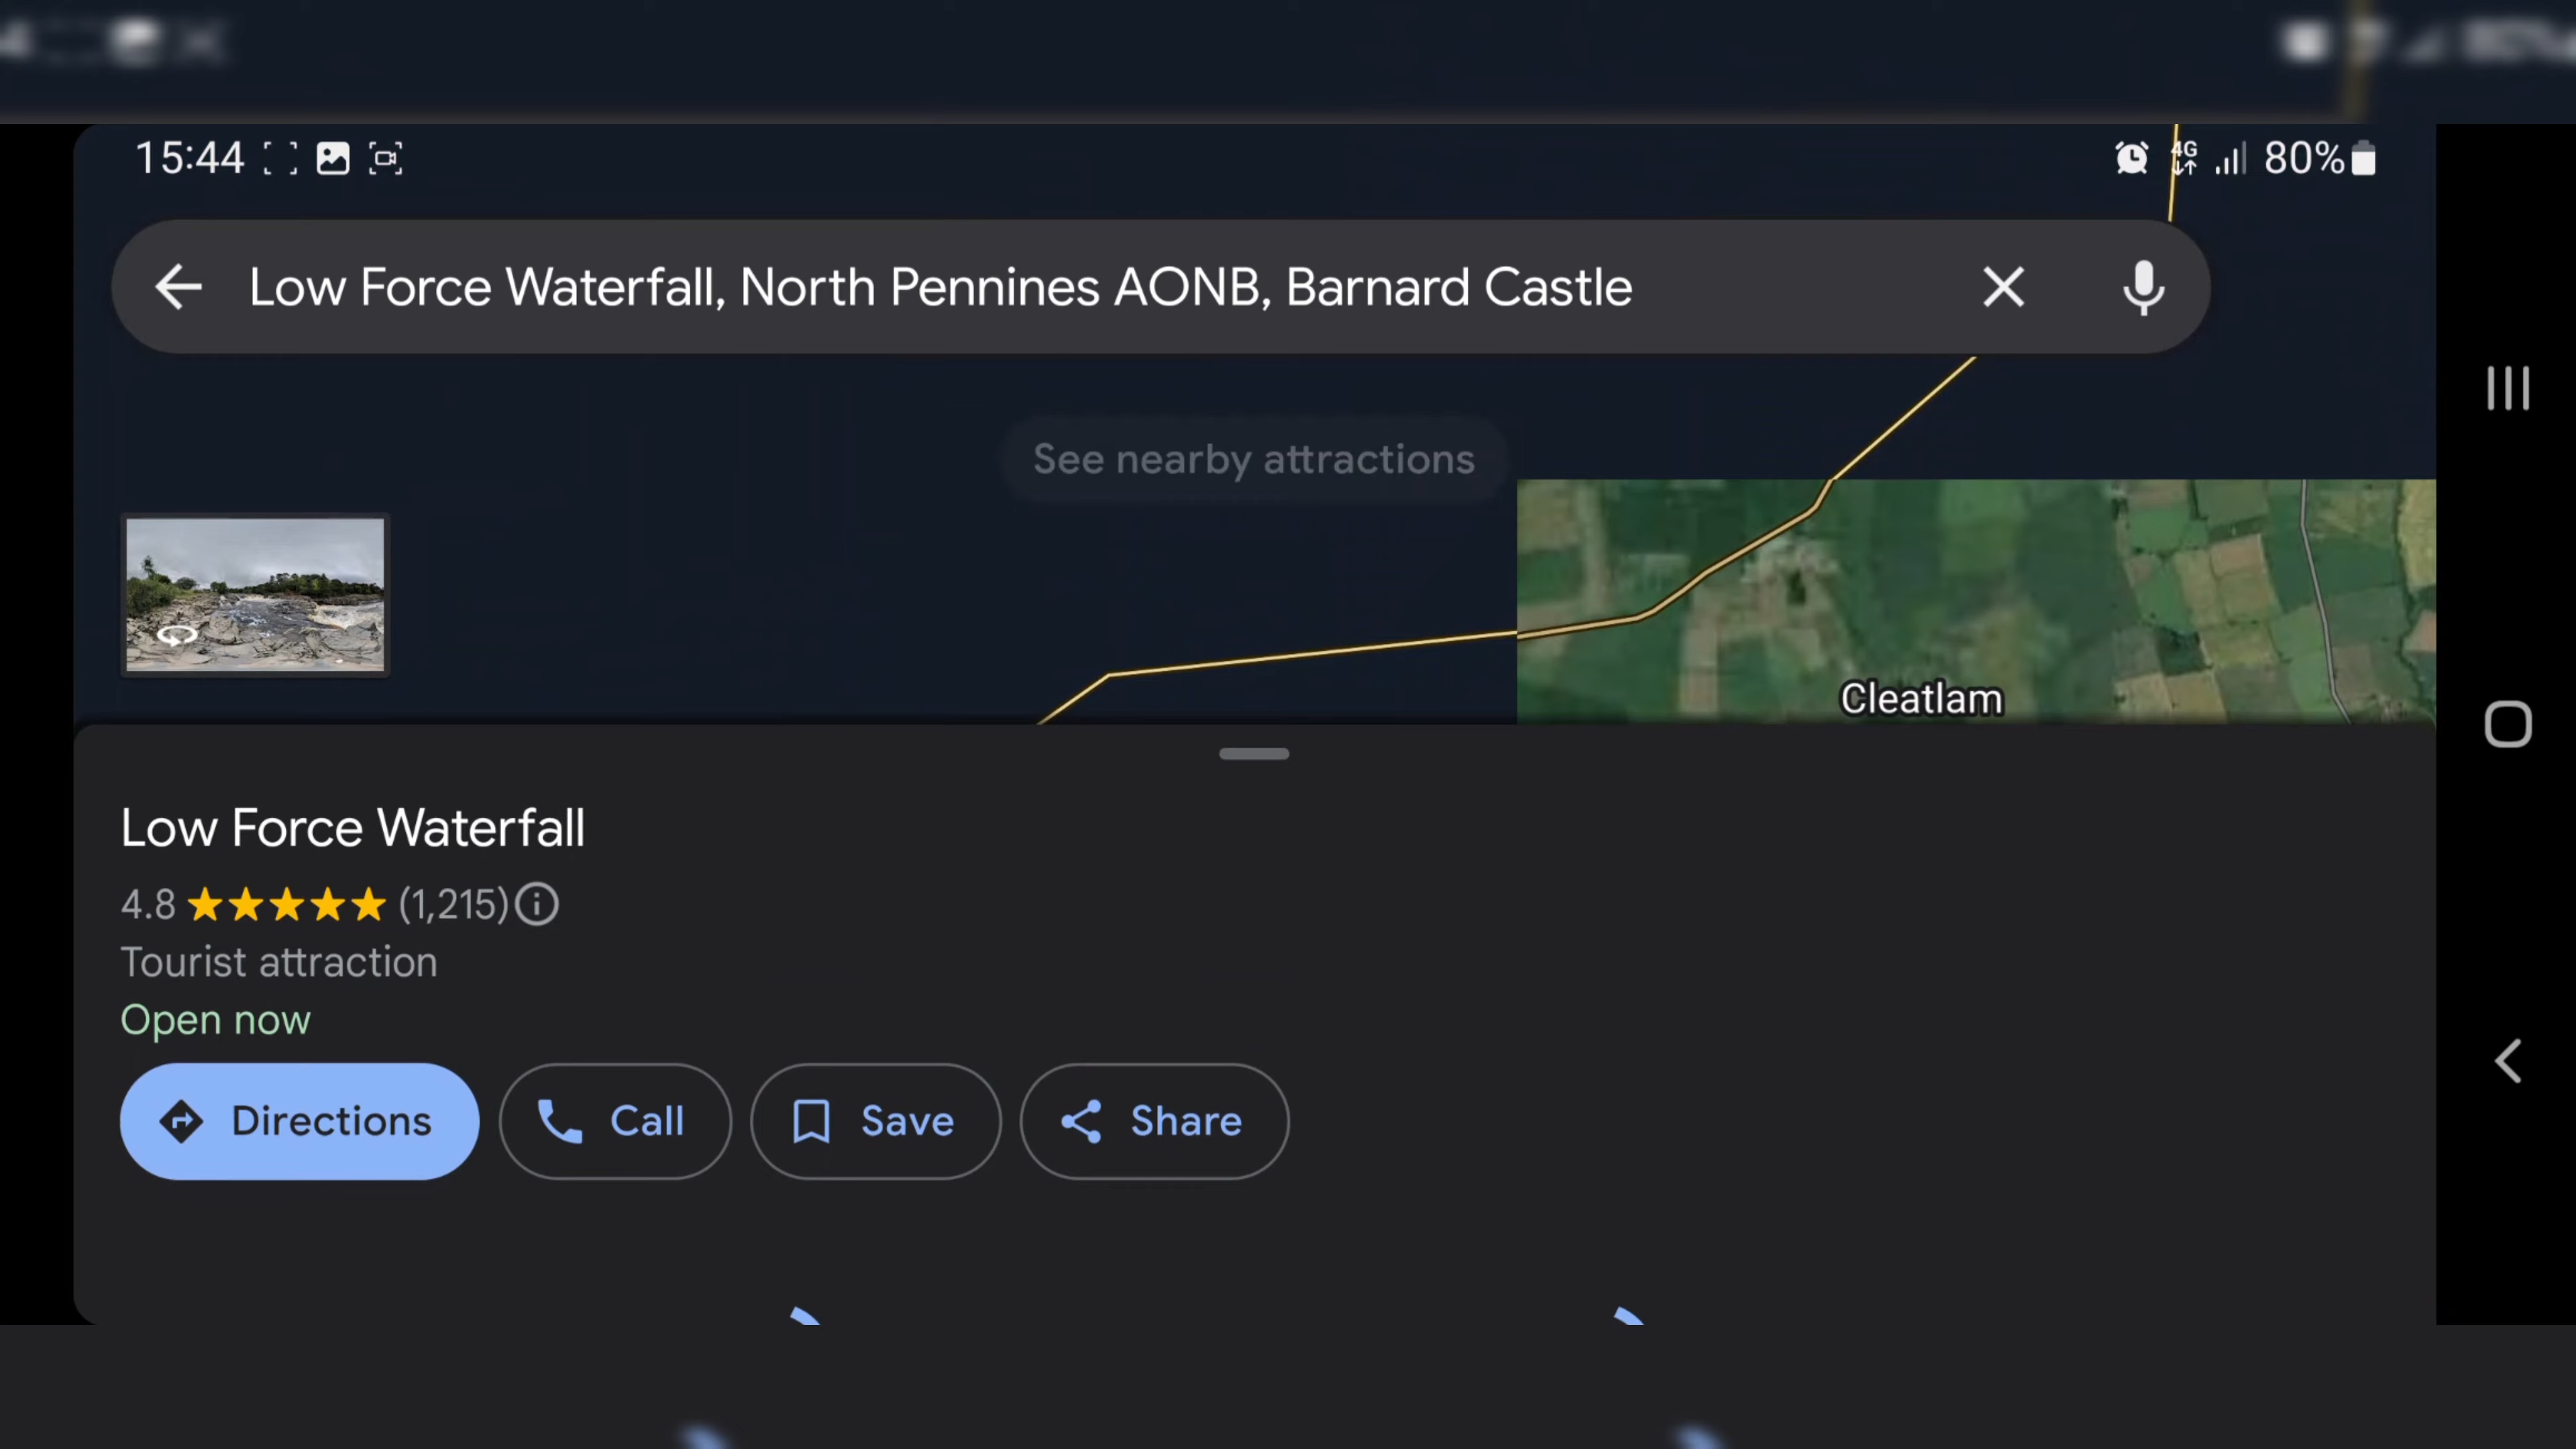 15:44
4G
80%
Low Force Waterfall, North Pennines AONB, Barnard Castle
See nearby attractions
Cleatlam
Low Force Waterfall
4.8 (1,215)
Tourist attraction
Open now
Directions
Call
Save
Share